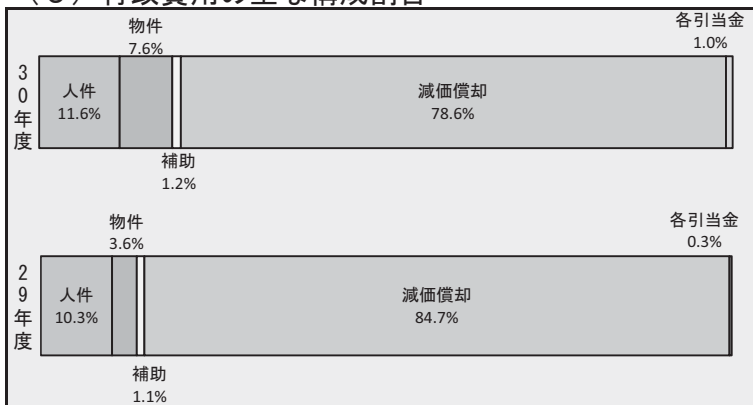 物件
7.6%
各引当金
1.0%
30年度
人件
11.6%
減価償却
78.6%
補助
1.2%
物件
3.6%
各引当金
0.3%
29年度
人件
10.3%
減価償却
84.7%
補助
1.1%